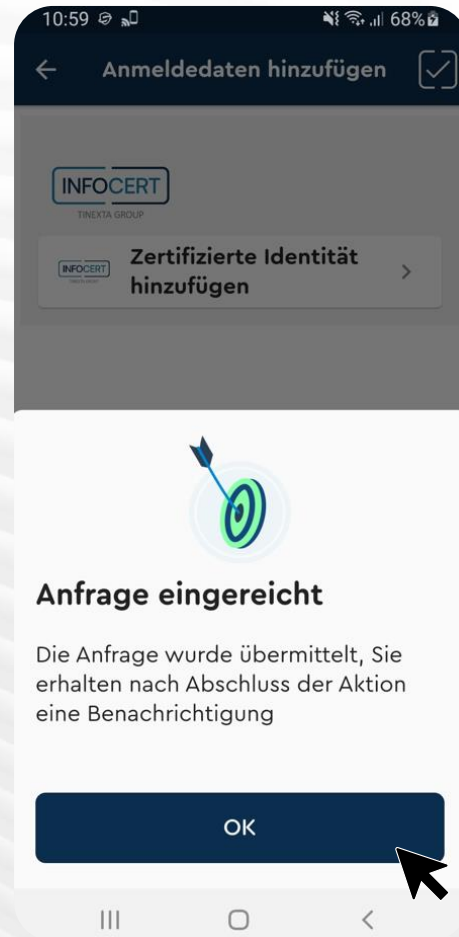 10:59
68%
Anmeldedaten hinzufügen
INFOCERT
TINEXTA GROUP
INFOCERT
Zertifizierte Identität
hinzufügen
Anfrage eingereicht
Die Anfrage wurde übermittelt, Sie
erhalten nach Abschluss der Aktion
eine Benachrichtigung
OK